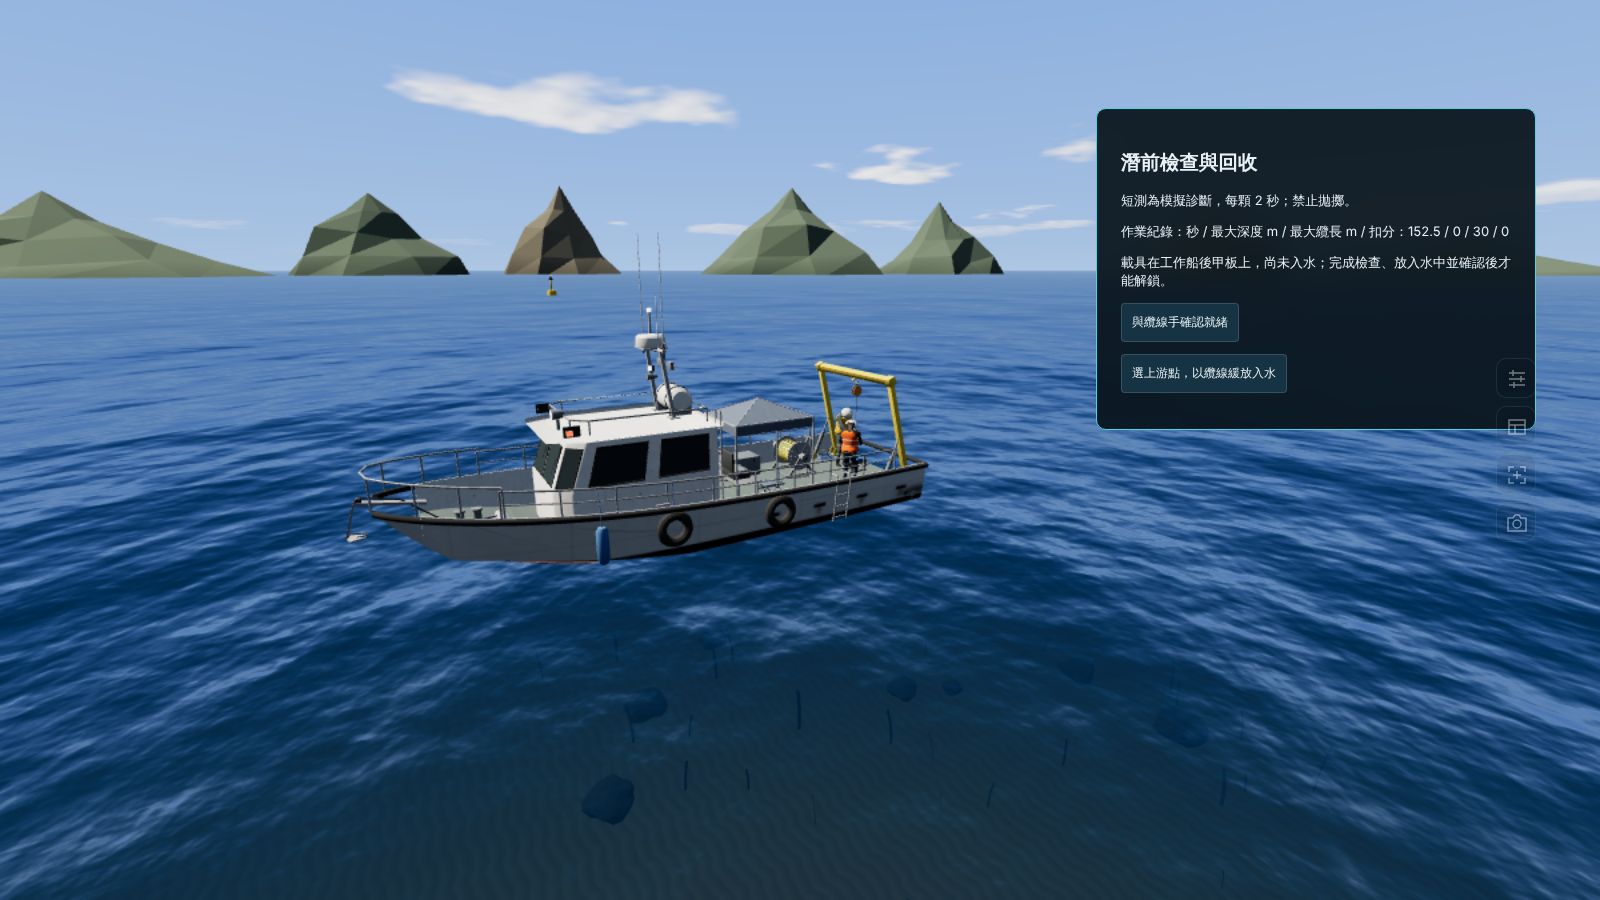 潛前檢查與回收
短測為模擬診斷，每顆 2 秒；禁止拋擲。
作業紀錄：秒 / 最大深度 m / 最大纜長 m / 扣分：152.5 / 0 / 30 / 0
載具在工作船後甲板上，尚未入水；完成檢查、放入水中並確認後才
能解鎖。
與纜線手確認就緒
選上游點，以纜線緩放入水